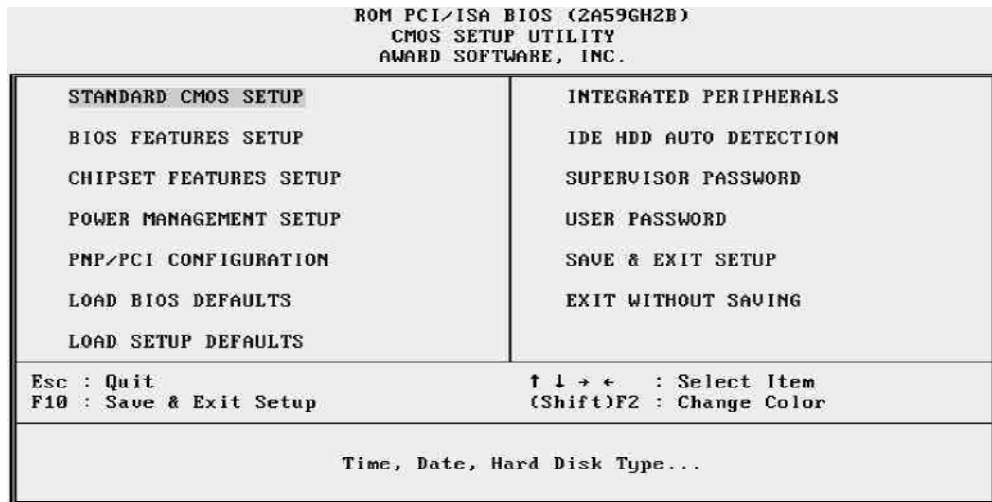 ROM PCI/ISA BIOS (2A59GH2B)
CMOS SETUP UTILITY
AWARD SOFTWARE, INC.
STANDARD CMOS SETUP
BIOS FEATURES SETUP
CHIPSET FEATURES SETUP
POWER MANAGEMENT SETUP
PNP/PCI CONFIGURATION
LOAD BIOS DEFAULTS
LOAD SETUP DEFAULTS
INTEGRATED PERIPHERALS
IDE HDD AUTO DETECTION
SUPERVISOR PASSWORD
USER PASSWORD
SAVE & EXIT SETUP
EXIT WITHOUT SAVING
Esc : Quit
F10 : Save & Exit Setup
↑ ↓ → ← : Select Item
(Shift)F2 : Change Color
Time, Date, Hard Disk Type...